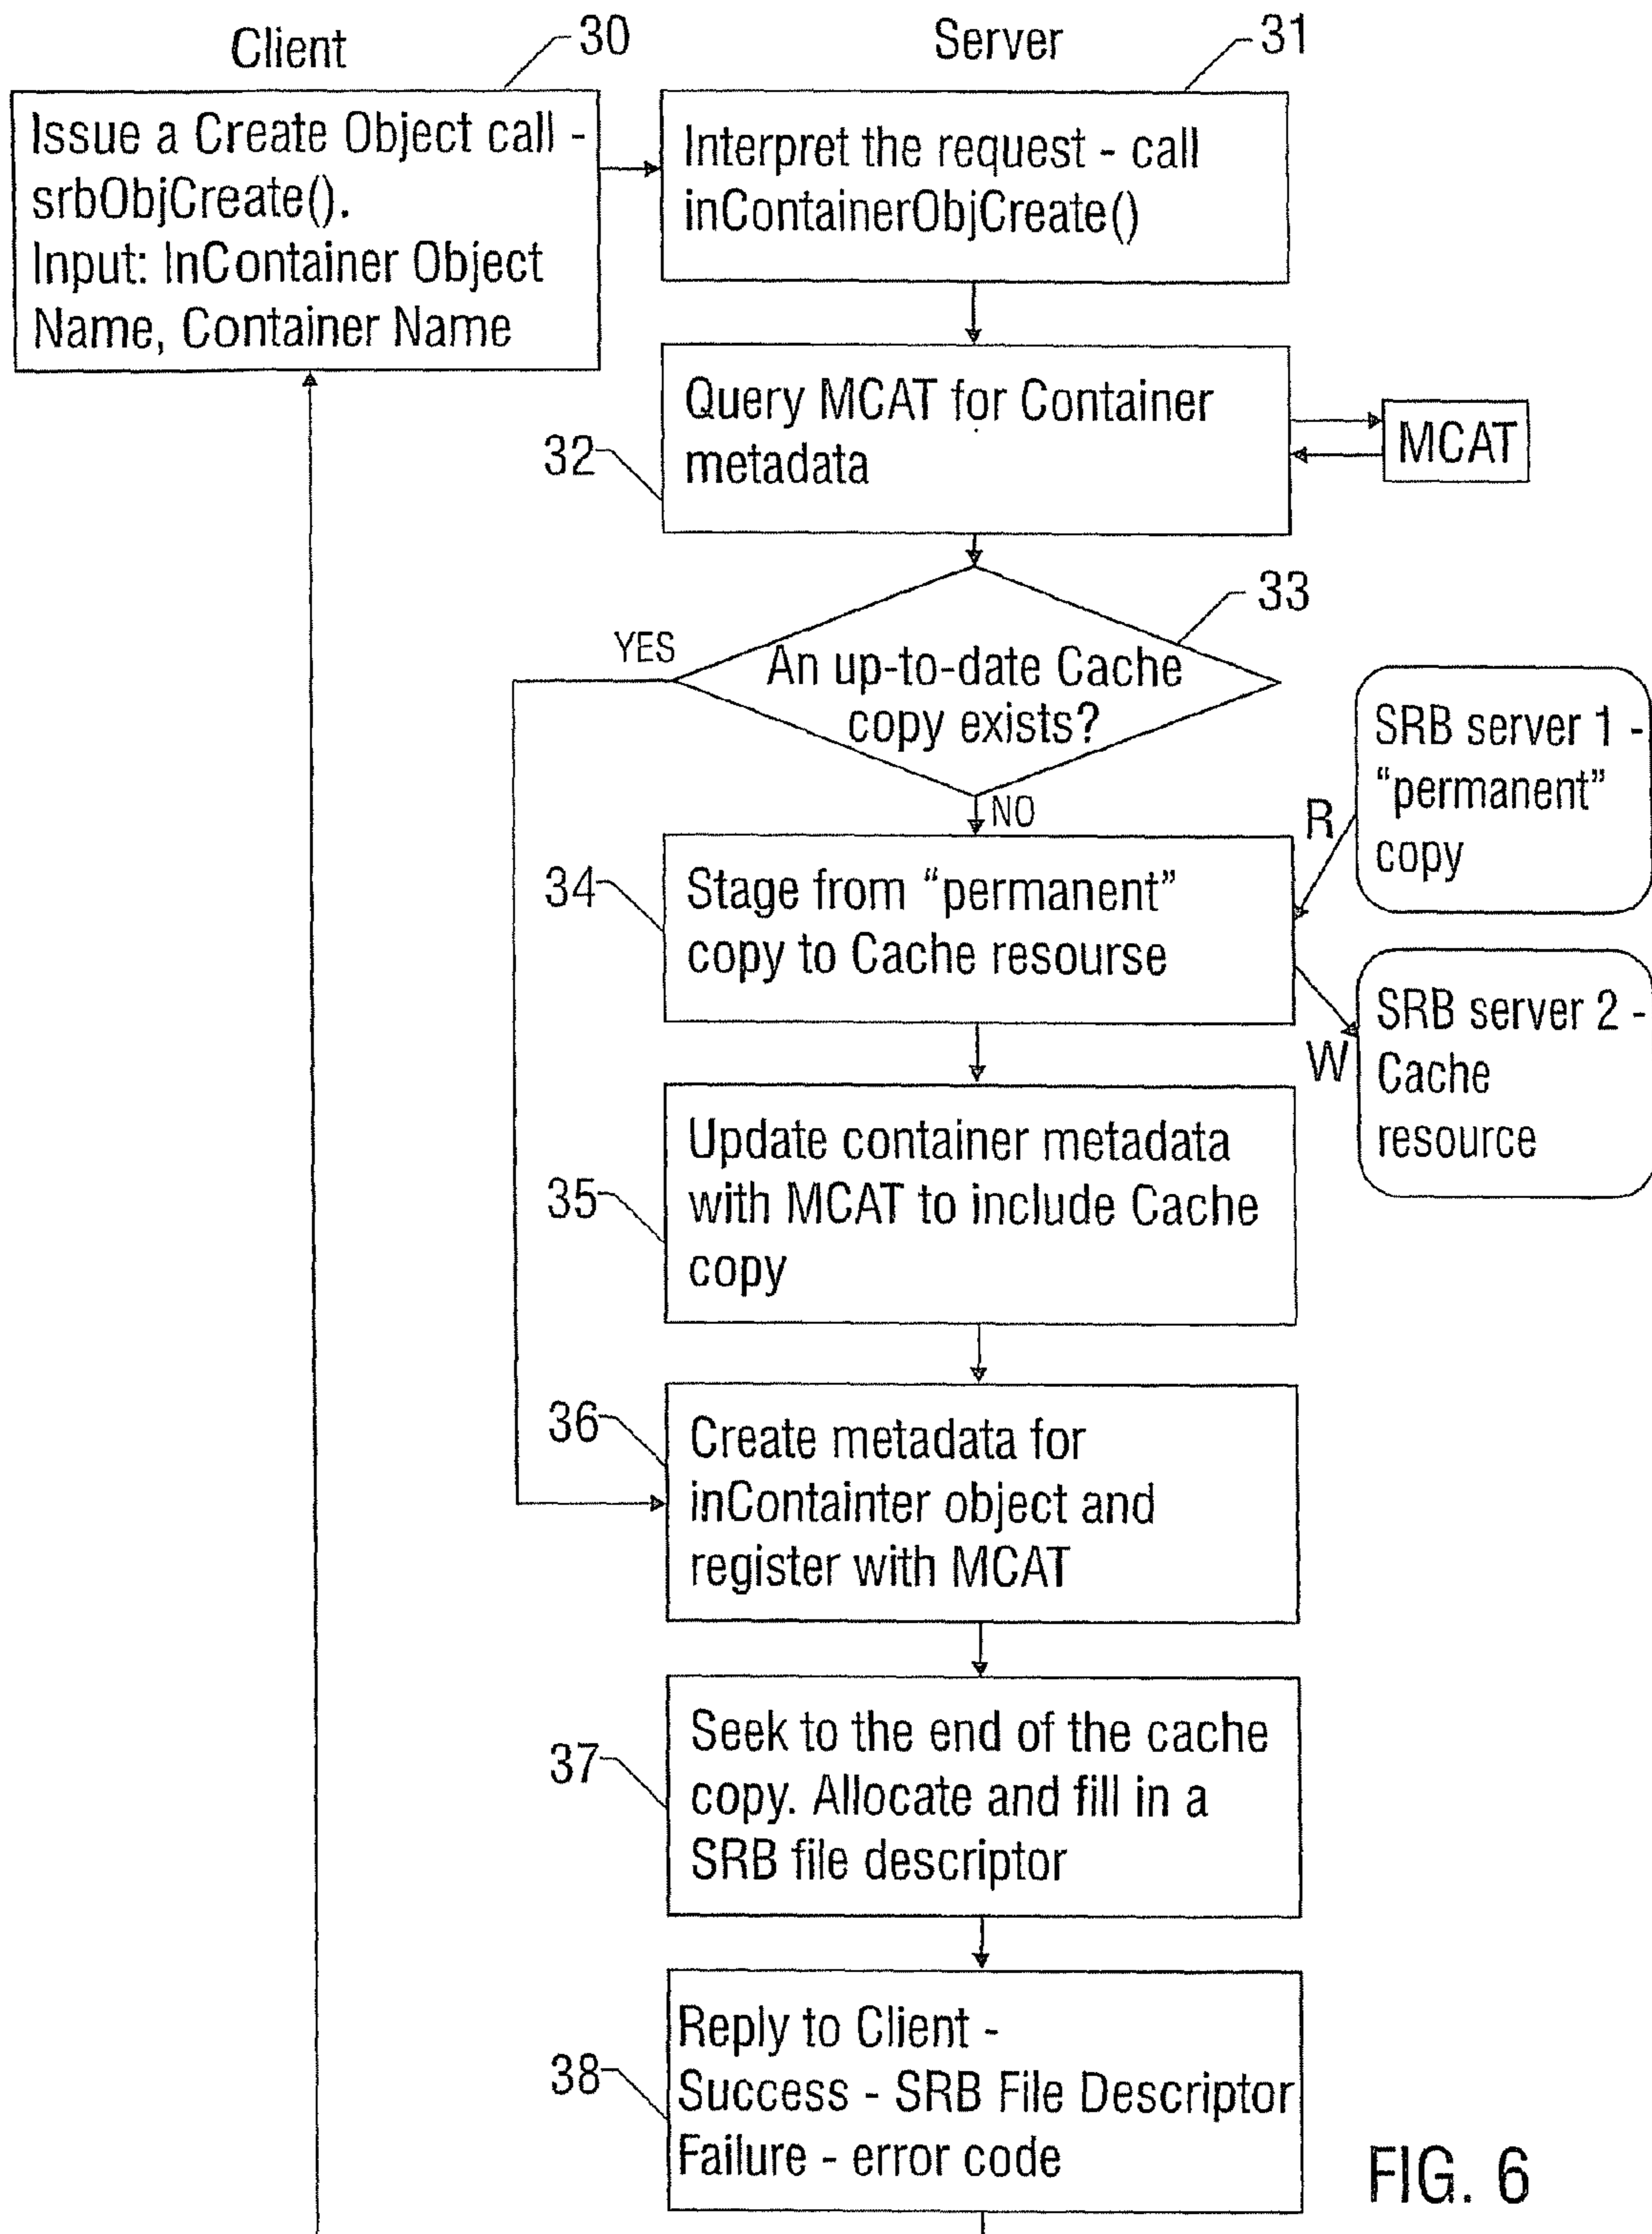 Client
30
Server
31
Issue a Create Object call -
srbObjCreate().
Input: InContainer Object
Name, Container Name
Interpret the request - call
inContainerObjCreate()
32
Query MCAT for Container
metadata
MCAT
33
YES
An up-to-date Cache
copy exists?
NO
SRB server 1 -
“permanent”
copy
R
34
Stage from “permanent”
copy to Cache resourse
W
SRB server 2 -
Cache
resource
35
Update container metadata
with MCAT to include Cache
copy
36
Create metadata for
inContainter object and
register with MCAT
37
Seek to the end of the cache
copy. Allocate and fill in a
SRB file descriptor
38
Reply to Client -
Success - SRB File Descriptor
Failure - error code
FIG. 6